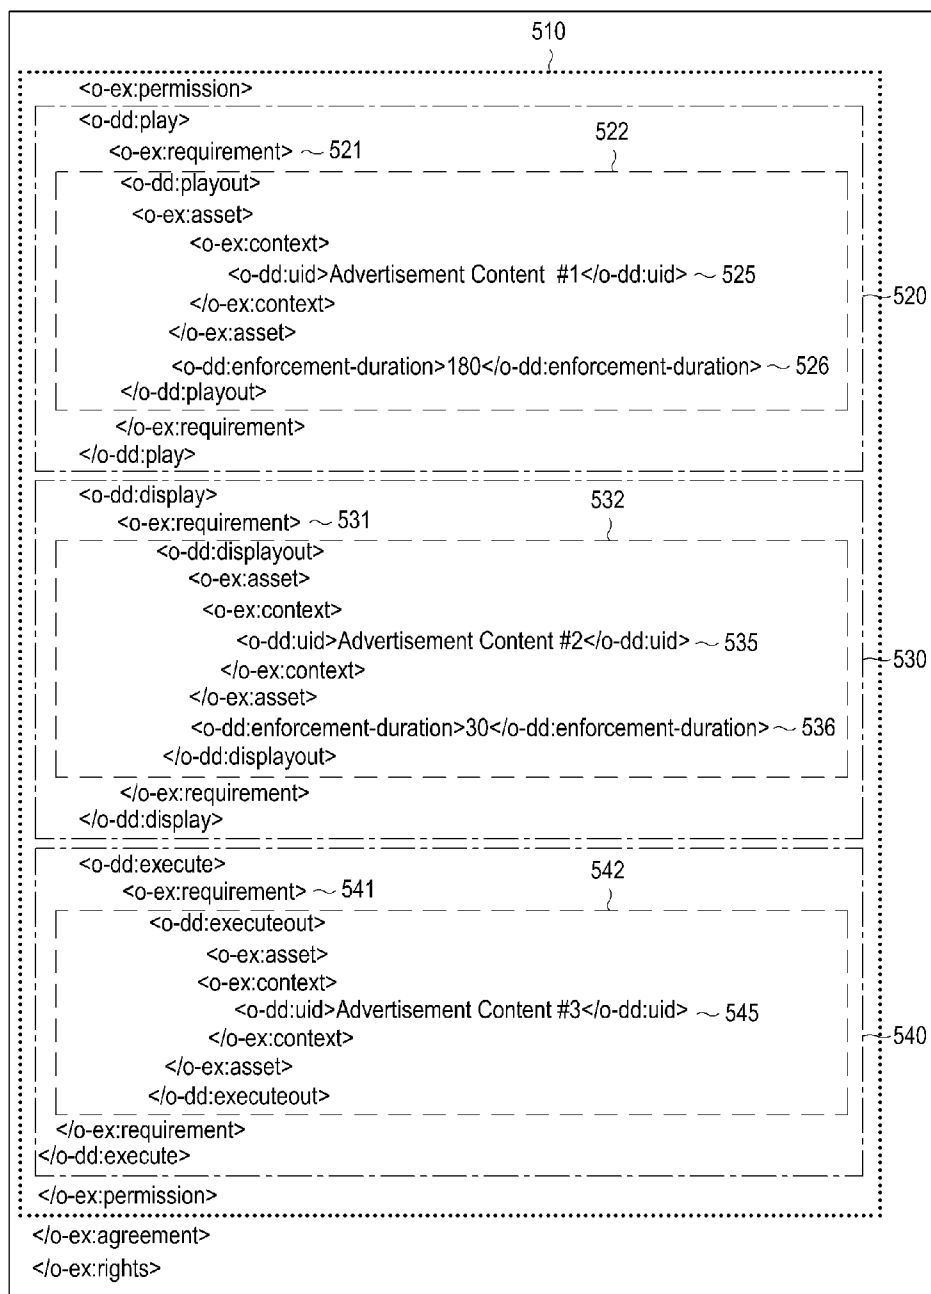 510
<o-ex:permission>
<o-dd:play>
<o-ex:requirement> ~ 521
522
<o-dd:playout>
<o-ex:asset>
<o-ex:context>
<o-dd:uid>Advertisement Content #1</o-dd:uid> ~ 525
</o-ex:context>
520
</o-ex:asset>
<o-dd:enforcement-duration>180</o-dd:enforcement-duration> ~ 526
</o-dd:playout>
</o-ex:requirement>
</o-dd:play>
<o-dd:display>
<o-ex:requirement> ~ 531
532
<o-dd:displayout>
<o-ex:asset>
<o-ex:context>
<o-dd:uid>Advertisement Content #2</o-dd:uid> ~ 535
</o-ex:context>
530
</o-ex:asset>
<o-dd:enforcement-duration>30</o-dd:enforcement-duration> ~ 536
</o-dd:displayout>
</o-ex:requirement>
</o-dd:display>
<o-dd:execute>
<o-ex:requirement> ~ 541
542
<o-dd:executeout>
<o-ex:asset>
<o-ex:context>
<o-dd:uid>Advertisement Content #3</o-dd:uid> ~ 545
</o-ex:context>
540
</o-ex:asset>
</o-dd:executeout>
</o-ex:requirement>
</o-dd:execute>
</o-ex:permission>
</o-ex:agreement>
</o-ex:rights>